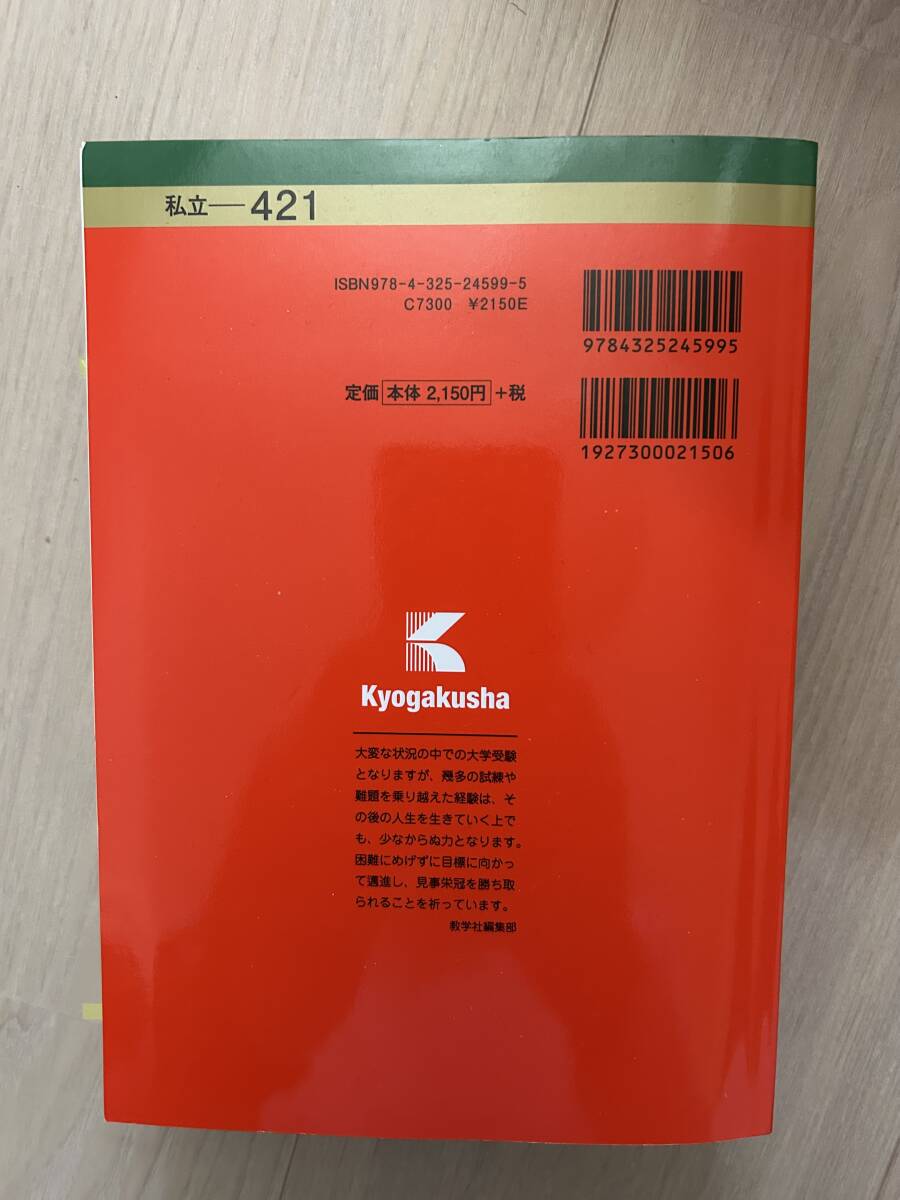 私立―421
ISBN978-4-325-24599-5
C7300 ¥2150E
9784325245995
定価 本体 2,150円 +税
1927300021506
Kyogakusha
大変な状況の中での大学受験
となりますが、幾多の試練や
難題を乗り越えた経験は、そ
の後の人生を生きていく上で
も、少なからぬ力となります。
困難にめげずに目標に向かっ
て邁進し、見事栄冠を勝ち取
られることを祈っています。
教学社編集部